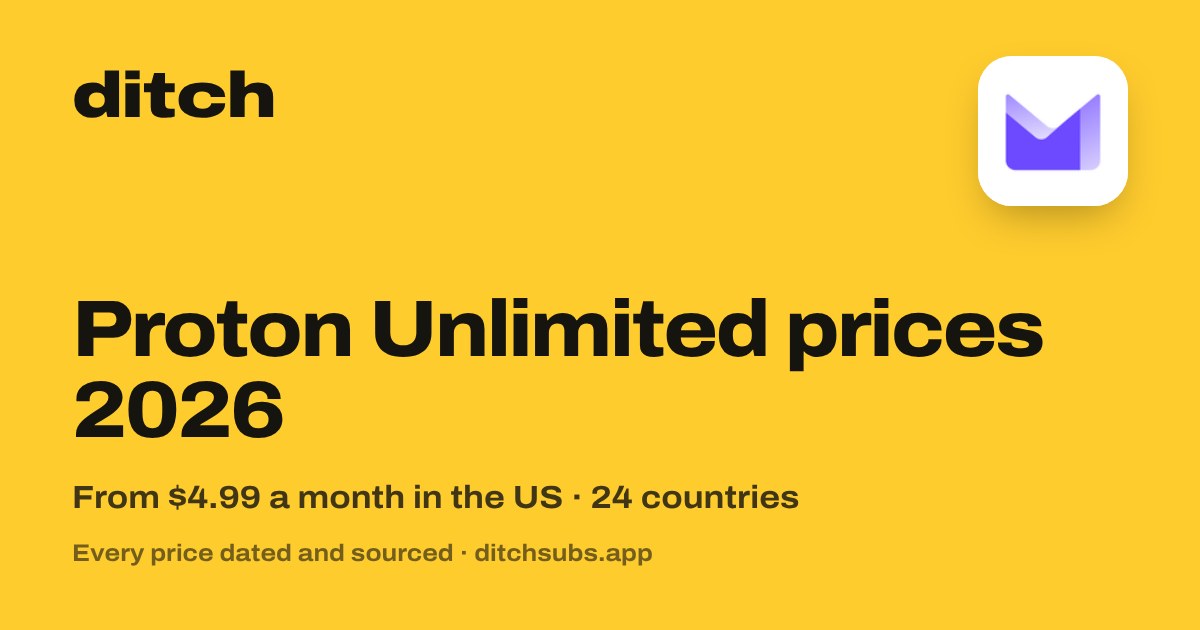 ditch
Proton Unlimited prices
2026
From $4.99 a month in the US · 24 countries
Every price dated and sourced · ditchsubs.app